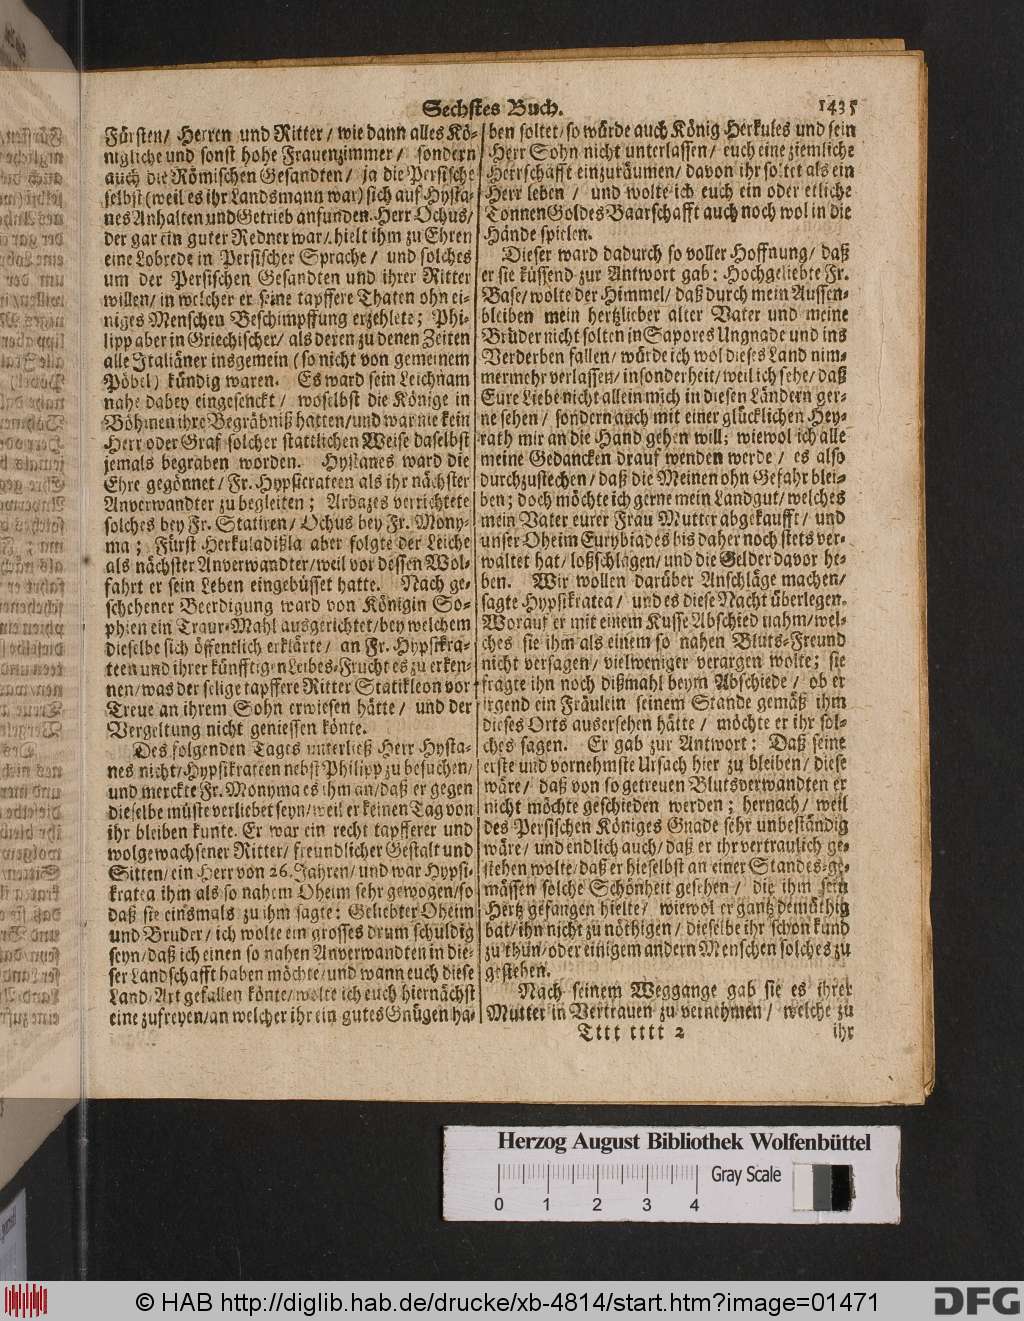 Sechstes Buch.
1435
Fürsten/ Herren und Ritter/ wie dann alles Kö-
nigliche und sonst hohe Frauenzimmer/ sondern
auch die Römischen Gesandten/ ja die Persische
selbst (weil es ihr Landsmann war) sich auf Hysta-
nes Anhalten und Getrieb anfunden. Herr Ochus/
der gar ein guter Redner war/ hielt ihm zu Ehren
eine Lobrede in Persischer Sprache/ und solches
um der Persischen Gesandten und ihrer Ritter
willen/ in welcher er seine tapffere Thaten ohn ei-
niges Menschen Beschimpffung erzehlete; Phi-
lipp aber in Griechischer/ als deren zu denen Zeiten
alle Italiäner insgemein (so nicht von gemeinem
Pöbel) kündig waren. Es ward sein Leichnam
nahe dabey eingesenckt/ woselbst die Könige in
Böhmen ihre Begräbniß hatten/ und war nie kein
Herr oder Graf solcher stattlichen Weise daselbst
jemals begraben worden. Hystanes ward die
Ehre gegönnet/ Fr. Hypsicrateen als ihr nächster
Anverwandter zu begleiten; Arbazes verrichtete
solches bey Fr. Statiren/ Ochus bey Fr. Mony-
ma; Fürst Herkuladißla aber folgte der Leiche
als nächster Anverwandter/ weil vor dessen Wol-
fahrt er sein Leben eingebüsset hatte. Nach ge-
schehener Beerdigung ward von Königin So-
phien ein Traur-Mahl ausgerichtet/ bey welchem
dieselbe sich öffentlich erklärte/ an Fr. Hypsikra-
teen und ihrer künfftigen Leibes-Frucht es zu erken-
nen/ was der selige tapffere Ritter Statikleon vor
Treue an ihrem Sohn erwiesen hätte/ und der
Vergeltung nicht geniessen könte.
Des folgenden Tages unterließ Herr Hysta-
nes nicht/ Hypsikrateen nebst Philipp zu besuchen/
und merckte Fr. Monyma es ihm an/ daß er gegen
dieselbe müste verliebet seyn/ weil er keinen Tag von
ihr bleiben kunte. Er war ein recht tapfferer und
wolgewachsener Ritter/ freundlicher Gestalt und
Sitten/ ein Herr von 26. Jahren/ und war Hypsi-
kratea ihm als so nahem Oheim sehr gewogen/ so
daß sie einsmals zu ihm sagte: Geliebter Oheim
und Bruder/ ich wolte ein grosses drum schuldig
seyn/ daß ich einen so nahen Anverwandten in die-
ser Landschafft haben möchte/ und wann euch diese
Land-Art gefallen könte/ wolte ich euch hiernächst
eine zufreyen/ an welcher ihr ein gutes Gnügen ha-
ben soltet/ so würde auch König Herkules und sein
Herr Sohn nicht unterlassen/ euch eine ziemliche
Herrschafft einzuräumen/ davon ihr soltet als ein
Herr leben/ und wolte ich euch ein oder etliche
Tonnen Goldes Baarschafft auch noch wol in die
Hände spielen.
Dieser ward dadurch so voller Hoffnung/ daß
er sie küssend zur Antwort gab: Hochgeliebte Fr.
Base/ wolte der Himmel/ daß durch mein Aussen-
bleiben mein hertzlieber alter Vater und meine
Brüder nicht solten in Sapores Ungnade und ins
Verderben fallen/ würde ich wol dieses Land nim-
mermehr verlassen/ insonderheit/ weil ich sehe/ daß
Eure Liebe nicht allein mich in diesen Ländern ger-
ne sehen/ sondern auch mit einer glücklichen Hey-
rath mir an die Hand gehen will; wiewol ich alle
meine Gedancken drauf wenden werde/ es also
durchzustechen/ daß die Meinen ohn Gefahr blei-
ben; doch möchte ich gerne mein Landgut/ welches
mein Vater eurer Frau Mutter abgekaufft/ und
unser Oheim Eurybiades bis daher noch stets ver-
waltet hat/ loßschlagen/ und die Gelder davor he-
ben. Wir wollen darüber Anschläge machen/
sagte Hypsikratea/ und es diese Nacht überlegen.
Worauf er mit einem Kusse Abschied nahm/ wel-
ches sie ihm als einem so nahen Bluts-Freund
nicht versagen/ vielweniger verargen wolte; sie
fragte ihn noch dißmahl beym Abschiede/ ob er
irgend ein Fräulein seinem Stande gemäß ihm
dieses Orts ausersehen hätte/ möchte er ihr sol-
ches sagen. Er gab zur Antwort: Daß seine
erste und vornehmste Ursach hier zu bleiben/ diese
wäre/ daß von so getreuen Blutsverwandten er
nicht möchte geschieden werden; hernach/ weil
des Persischen Königes Gnade sehr unbeständig
wäre/ und endlich auch/ daß er ihr vertraulich ge-
stehen wolte/ daß er hieselbst an einer Standes-ge-
mässen solche Schönheit gesehen/ die ihm sein
Hertz gefangen hielte/ wiewol er gantz demüthig
bat/ ihn nicht zu nöthigen/ dieselbe ihr schon kund
zu thun/ oder einigem andern Menschen solches zu
gestehen.
Nach seinem Weggange gab sie es ihrer
Mutter in Vertrauen zu vernehmen/ welche zu
Tttt tttt 2
ihr
Herzog August Bibliothek Wolfenbüttel
Gray Scale
0 1 2 3 4
© HAB http://diglib.hab.de/drucke/xb-4814/start.htm?image=01471
DFG